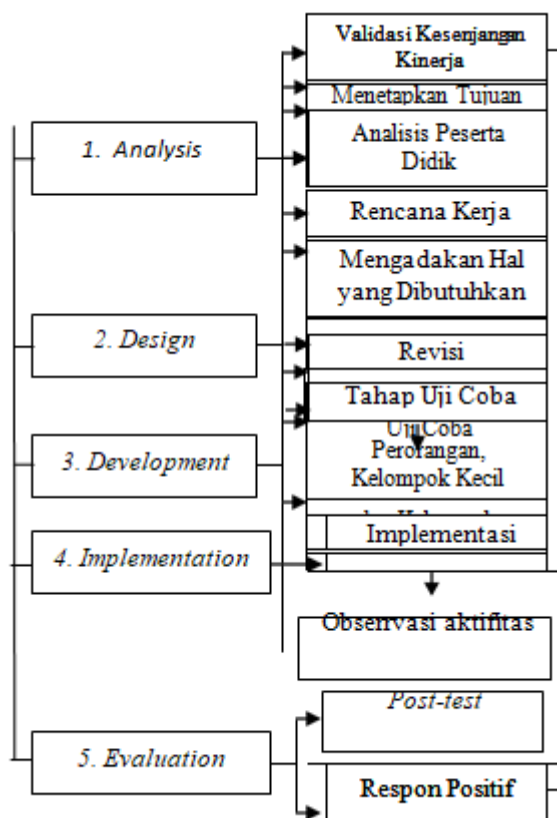 Validasi Kesenjangan
Kinerja
Menetapkan Tujuan
1. Analysis
Analisis Peserta
Didik
Rencana Kerja
Mengadakan Hal
yang Dibutuhkan
2. Design
Revisi
Tahap Uji Coba
Uji Coba
Perorangan,
Kelompok Kecil
3. Development
Implementasi
4. Implementation
Observasi aktifitas
Post-test
5. Evaluation
Respon Positif